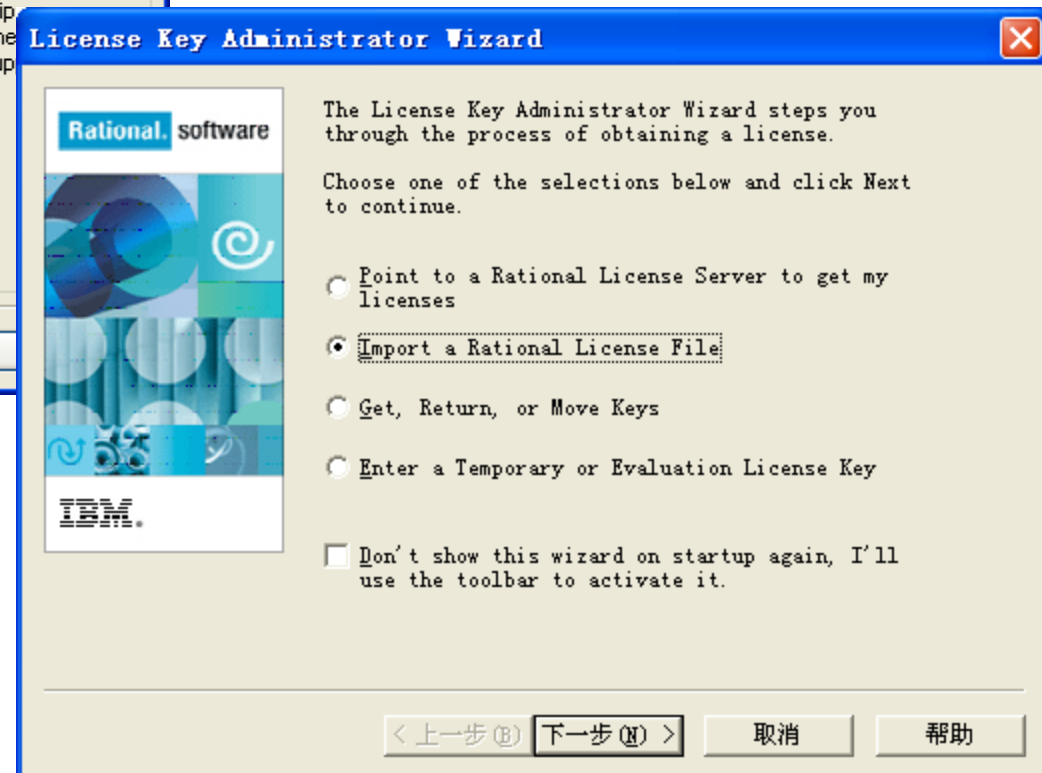 License Key Administrator Wizard
Rational. software
The License Key Administrator Wizard steps you
through the process of obtaining a license.
Choose one of the selections below and click Next
to continue.
Point to a Rational License Server to get my
licenses
Import a Rational License File
Get, Return, or Move Keys
Enter a Temporary or Evaluation License Key
IBM.
Don't show this wizard on startup again, I'll
use the toolbar to activate it.
< 上一步(B)
下一步(N) >
取消
帮助